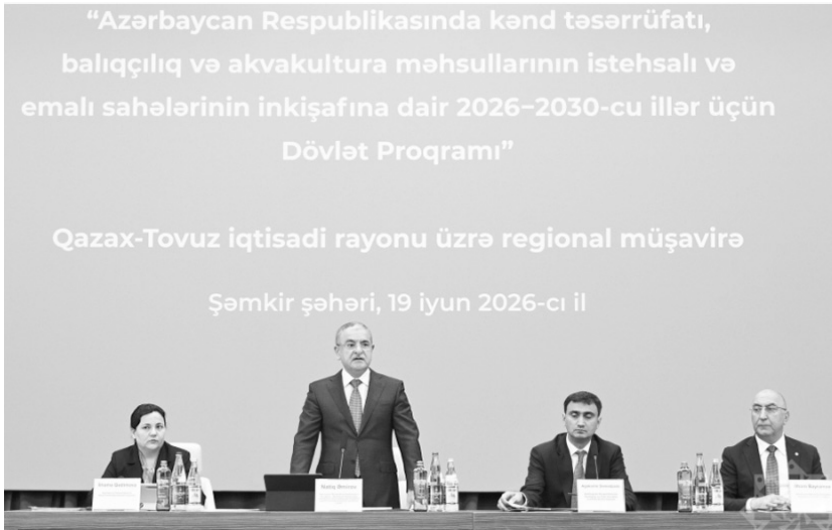 “Azərbaycan Respublikasında kənd təsərrüfatı,
balıqçılıq və akvakultura məhsullarının istehsalı və
emalı sahələrinin inkişafına dair 2026–2030-cu illər üçün
Dövlət Proqramı”
Qazax-Tovuz iqtisadi rayonu üzrə regional müşavirə
Şəmkir şəhəri, 19 iyun 2026-cı il